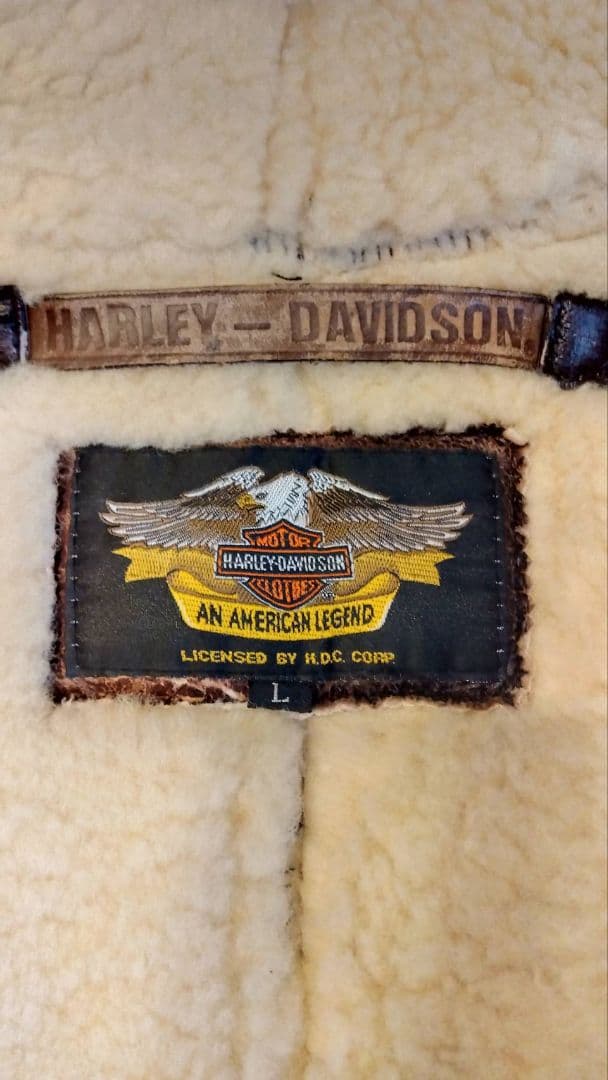 HARLEY – DAVIDSON
MOTOR
HARLEY-DAVIDSON
CLOTHES
AN AMERICAN LEGEND
LICENSED BY H.D.C. CORP.
L